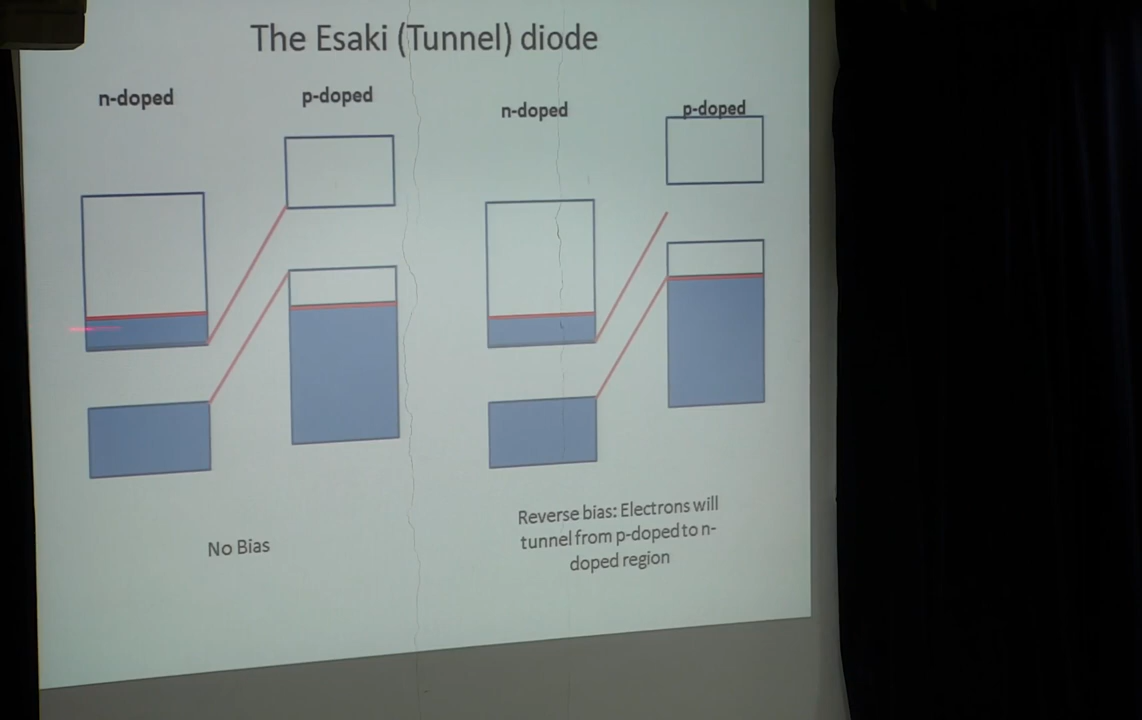 The Esaki (Tunnel) diode
n-doped
p-doped
n-doped
p-doped
No Bias
Reverse bias: Electrons will
tunnel from p-doped to n-
doped region